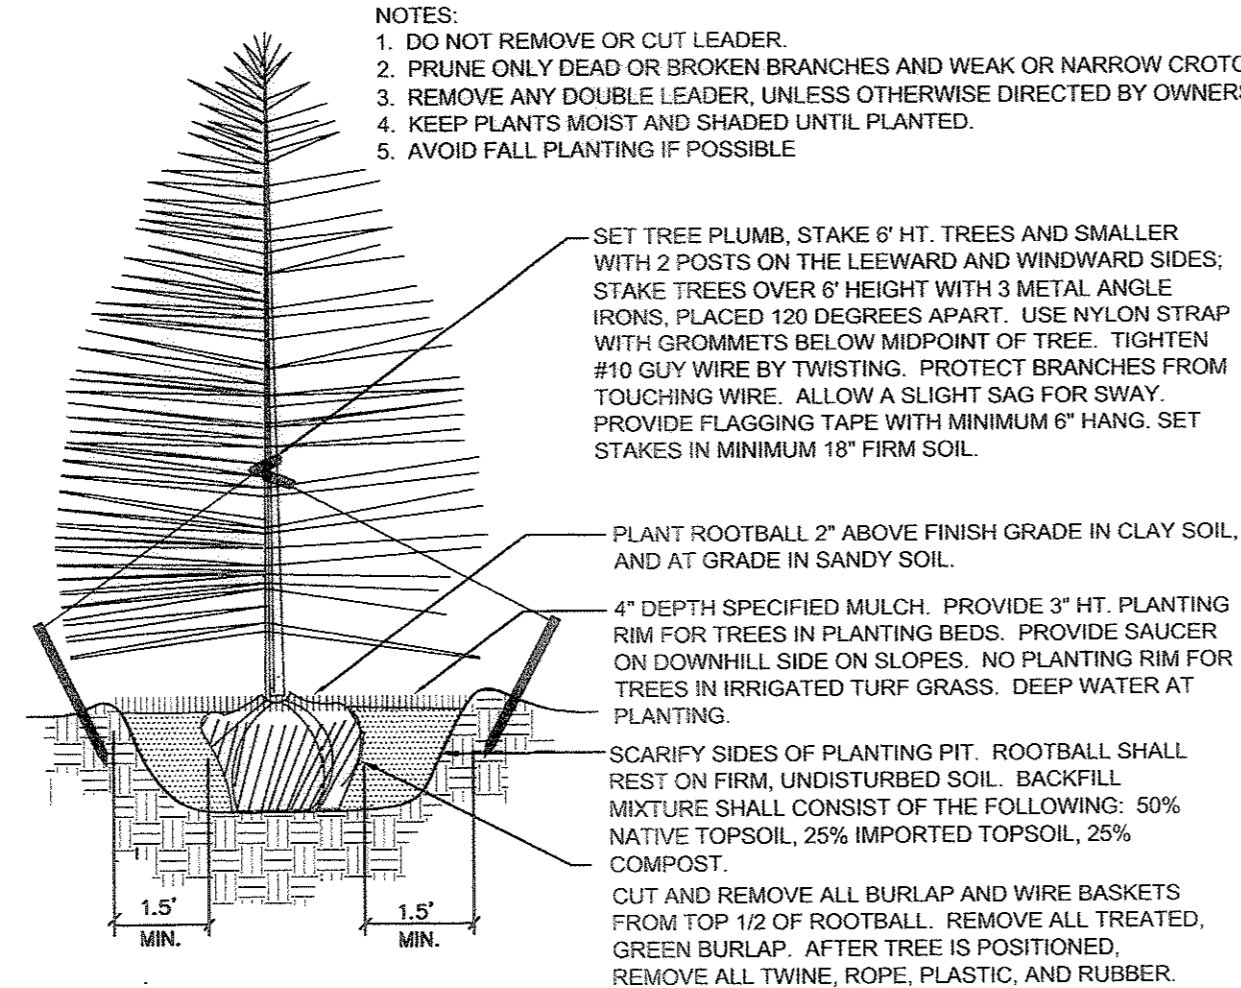 NOTES:
1. DO NOT REMOVE OR CUT LEADER.
2. PRUNE ONLY DEAD OR BROKEN BRANCHES AND WEAK OR NARROW
3. REMOVE ANY DOUBLE LEADER, UNLESS OTHERWISE DIRECTED BY
4. KEEP PLANTS MOIST AND SHADED UNTIL PLANTED.
5. AVOID FALL PLANTING IF POSSIBLE
SET TREE PLUMB, STAKE 6' HT. TREES AND SMALLER
WITH 2 POSTS ON THE LEEWARD AND WINDWARD SIDES;
STAKE TREES OVER 6' HEIGHT WITH 3 METAL ANGLE
IRONS, PLACED 120 DEGREES APART. USE NYLON STRAP
WITH GROMMETS BELOW MIDPOINT OF TREE. TIGHTEN
#10 GUY WIRE BY TWISTING. PROTECT BRANCHES FROM
TOUCHING WIRE. ALLOW A SLIGHT SAG FOR SWAY.
PROVIDE FLAGGING TAPE WITH MINIMUM 6" HANG. SET
STAKES IN MINIMUM 18" FIRM SOIL.
PLANT ROOTBALL 2" ABOVE FINISH GRADE IN CLAY SOIL,
AND AT GRADE IN SANDY SOIL.
4" DEPTH SPECIFIED MULCH. PROVIDE 3" HT. PLANTING
RIM FOR TREES IN PLANTING BEDS. PROVIDE SAUCER
ON DOWNHILL SIDE ON SLOPES. NO PLANTING RIM FOR
TREES IN IRRIGATED TURF GRASS. DEEP WATER AT
PLANTING.
SCARIFY SIDES OF PLANTING PIT. ROOTBALL SHALL
REST ON FIRM, UNDISTURBED SOIL. BACKFILL
MIXTURE SHALL CONSIST OF THE FOLLOWING: 50%
NATIVE TOPSOIL, 25% IMPORTED TOPSOIL, 25%
COMPOST.
CUT AND REMOVE ALL BURLAP AND WIRE BASKETS
FROM TOP 1/2 OF ROOTBALL. REMOVE ALL TREATED,
GREEN BURLAP. AFTER TREE IS POSITIONED,
REMOVE ALL TWINE, ROPE, PLASTIC, AND RUBBER.
1.5'
MIN.
1.5'
MIN.